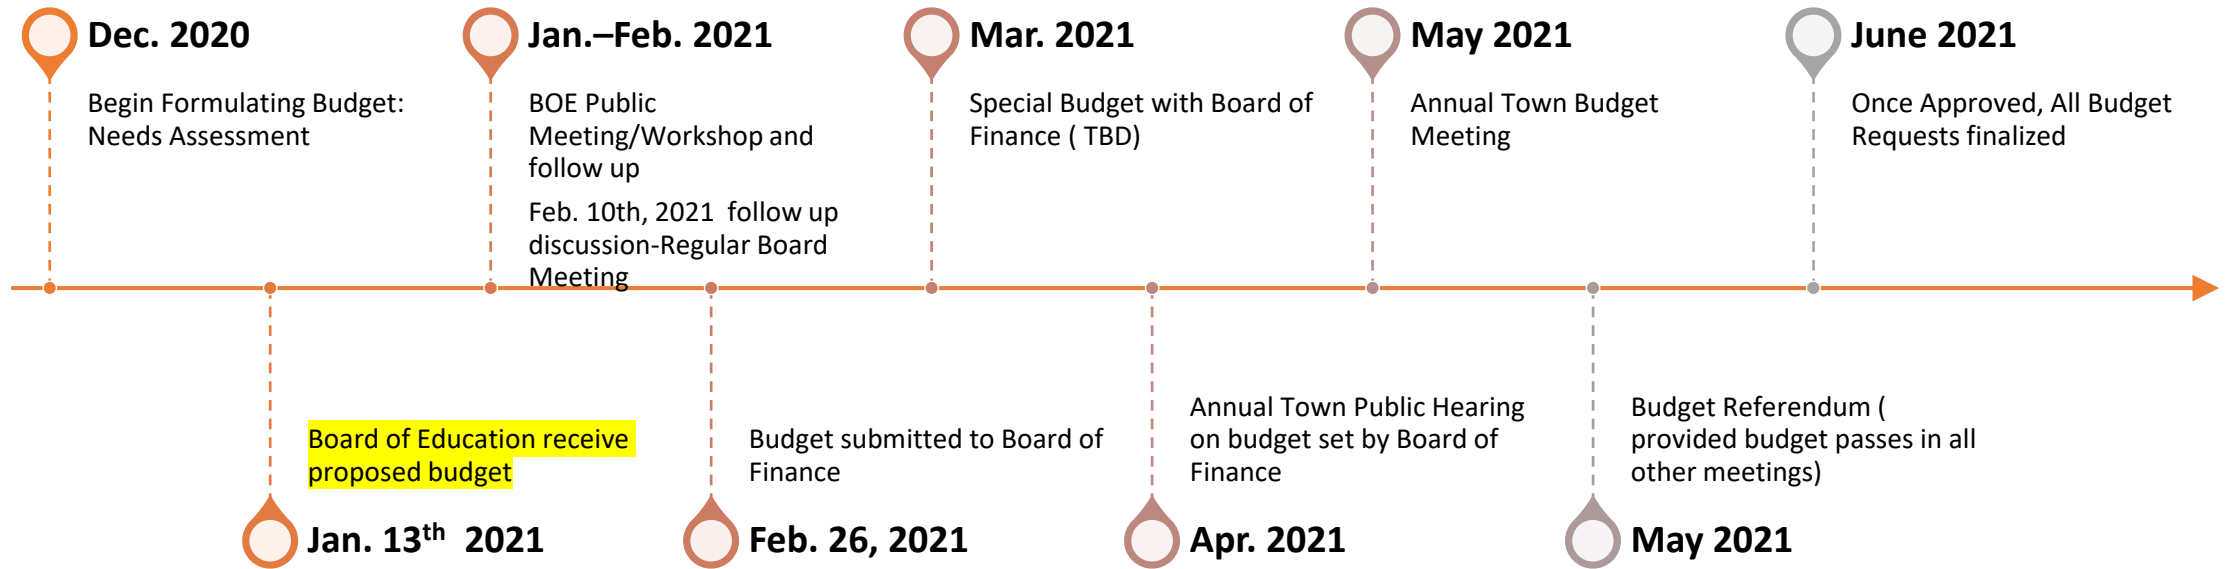 Dec. 2020
Begin Formulating Budget:
Needs Assessment
Jan. 13th 2021
Board of Education receive
proposed budget
Jan.–Feb. 2021
BOE Public
Meeting/Workshop and
follow up
Feb. 10th, 2021 follow up
discussion-Regular Board
Meeting
Feb. 26, 2021
Budget submitted to Board of
Finance
Mar. 2021
Special Budget with Board of
Finance ( TBD)
Apr. 2021
Annual Town Public Hearing
on budget set by Board of
Finance
May 2021
Annual Town Budget
Meeting
May 2021
Budget Referendum (
provided budget passes in all
other meetings)
June 2021
Once Approved, All Budget
Requests finalized